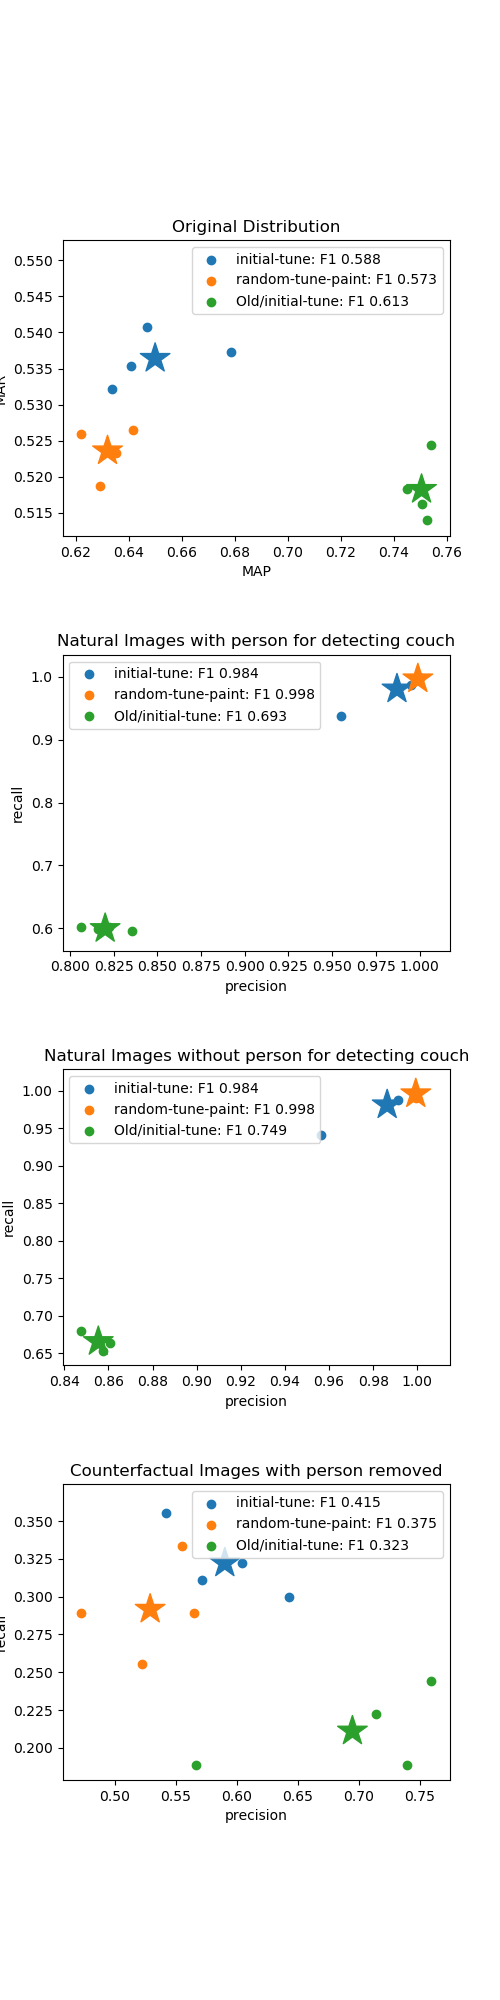 Original Distribution
initial-tune: F1 0.588
random-tune-paint: F1 0.573
Old/initial-tune: F1 0.613
0.550
0.545
0.540
0.535
0.530
0.525
0.520
0.515
MAR
0.62 0.64 0.66 0.68 0.70 0.72 0.74 0.76
MAP
Natural Images with person for detecting couch
initial-tune: F1 0.984
random-tune-paint: F1 0.998
Old/initial-tune: F1 0.693
1.0
0.9
0.8
0.7
0.6
recall
0.800 0.825 0.850 0.875 0.900 0.925 0.950 0.975 1.000
precision
Natural Images without person for detecting couch
initial-tune: F1 0.984
random-tune-paint: F1 0.998
Old/initial-tune: F1 0.749
1.00
0.95
0.90
0.85
0.80
0.75
0.70
0.65
recall
0.84 0.86 0.88 0.90 0.92 0.94 0.96 0.98 1.00
precision
Counterfactual Images with person removed
initial-tune: F1 0.415
random-tune-paint: F1 0.375
Old/initial-tune: F1 0.323
0.350
0.325
0.300
0.275
0.250
0.225
0.200
recall
0.50 0.55 0.60 0.65 0.70 0.75
precision